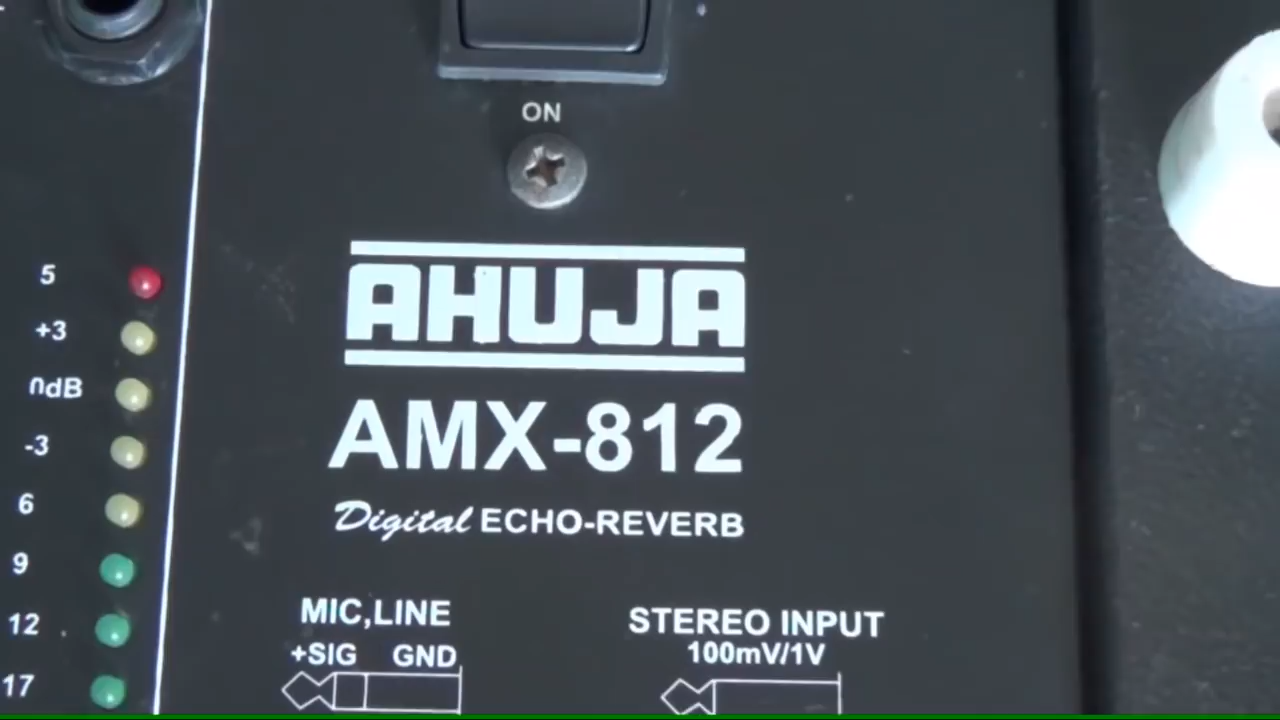 ON
5
+3
0dB
-3
6
9
12
17
AHUJA
AMX-812
Digital ECHO-REVERB
MIC,LINE
+SIG GND
STEREO INPUT
100mV/1V